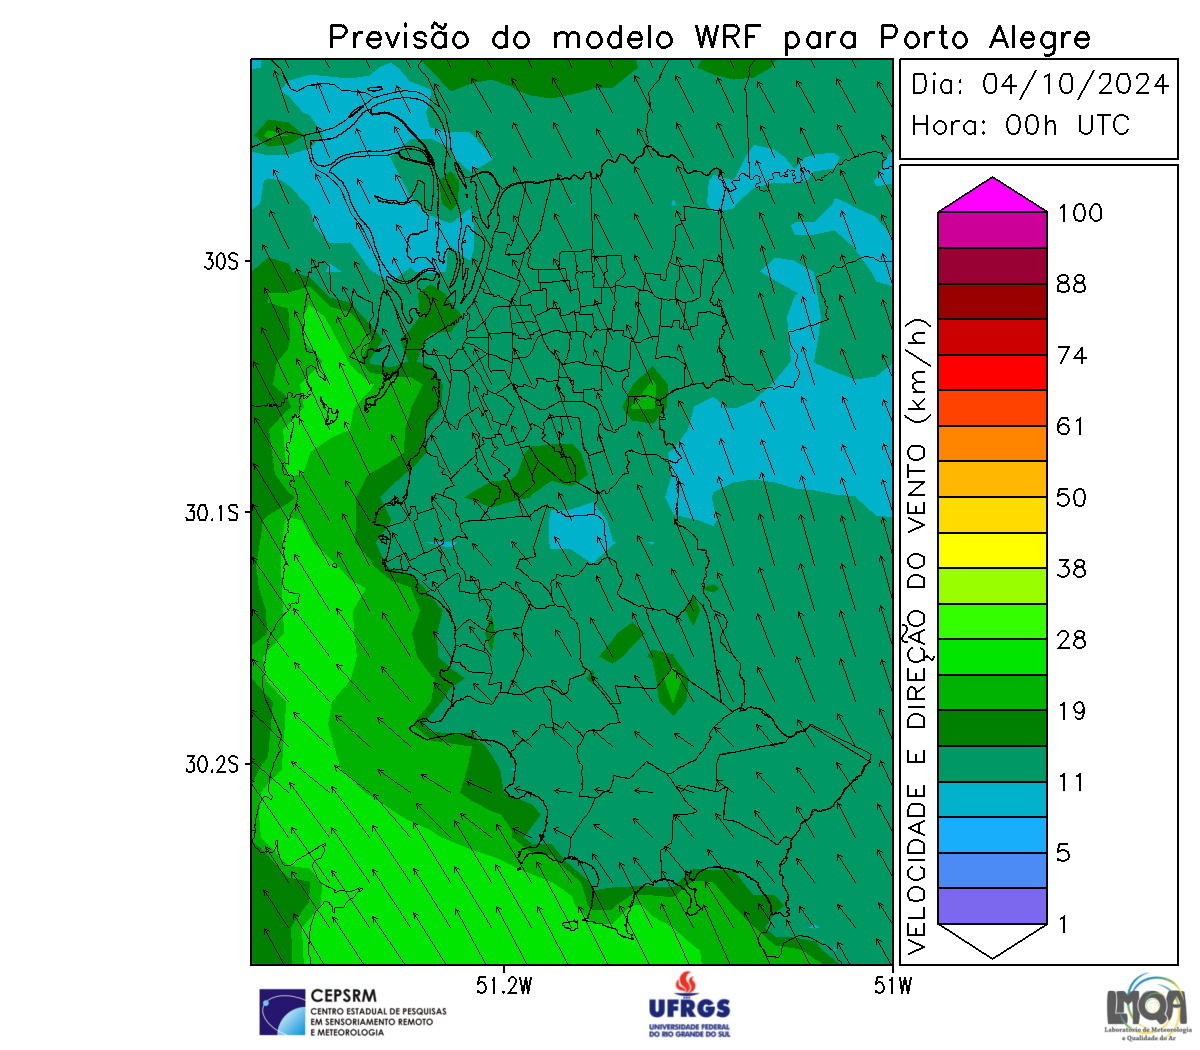 Previsão do modelo WRF para Porto Alegre
Dia: 04/10/2024
Hora: 00h UTC
30S
30.1S
30.2S
51.2W
51W
VELOCIDADE E DIREÇÃO DO VENTO (km/h)
100
88
74
61
50
38
28
19
11
5
1
CEPSRM
CENTRO ESTADUAL DE PESQUISAS
EM SENSORIAMENTO REMOTO
E METEOROLOGIA
UFRGS
UNIVERSIDADE FEDERAL
DO RIO GRANDE DO SUL
LMQA
Laboratório de Meteorologia
e Qualidade do Ar